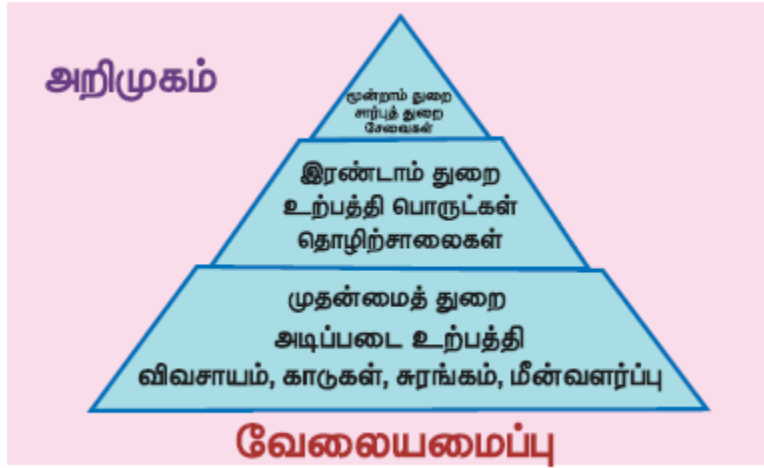 அறிமுகம்
மூன்றாம் துறை
சார்புத் துறை
சேவைகள்
இரண்டாம் துறை
உற்பத்தி பொருட்கள்
தொழிற்சாலைகள்
முதன்மைத் துறை
அடிப்படை உற்பத்தி
விவசாயம், காடுகள், சுரங்கம், மீன்வளர்ப்பு
வேலையமைப்பு